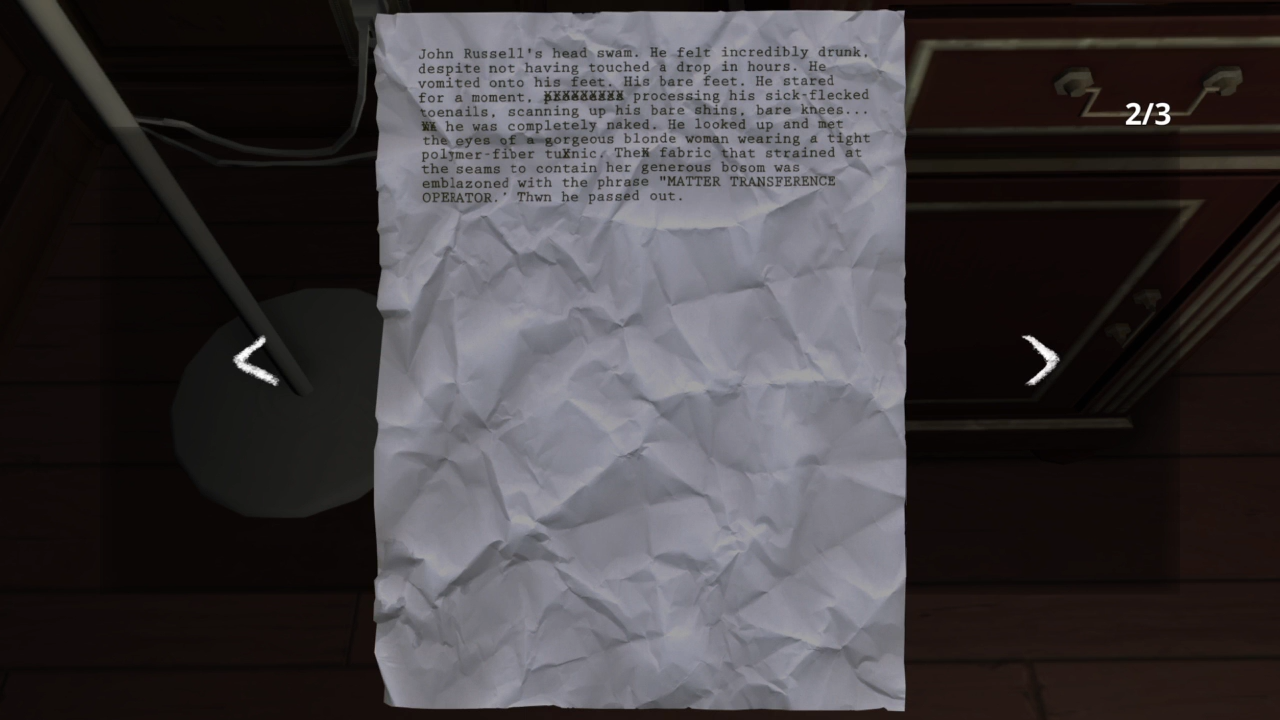 John Russell's head swam. He felt incredibly drunk,
despite not having touched a drop in hours. He
vomited onto his feet. His bare feet. He stared
for a moment, processing his sick-flecked
toenails, scanning up his bare shins, bare knees...
he was completely naked. He looked up and met
the eyes of a gorgeous blonde woman wearing a tight
polymer-fiber tuXnic. TheX fabric that strained at
the seams to contain her generous bosom was
emblazoned with the phrase "MATTER TRANSFERENCE
OPERATOR.' Thwn he passed out.
2/3